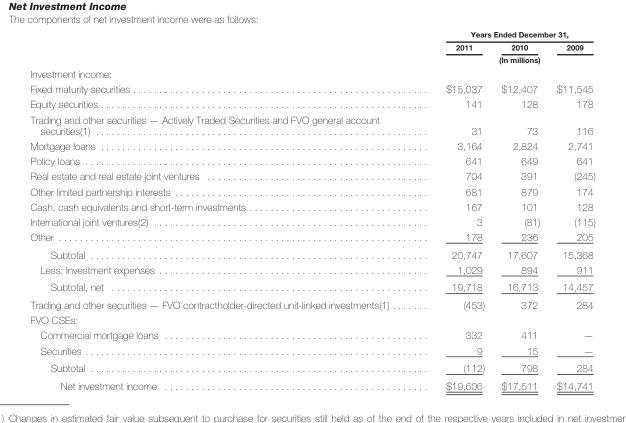 Net Investment Income
The components of net investment income were as follows:
Years Ended December 31,
2011 2010 2009
(In millions)
Investment income:
Fixed maturity securities $15,037 $12,407 $11,545
Equity securities 141 128 178
Trading and other securities — Actively Traded Securities and FVO general account
securities(1) 31 73 116
Mortgage loans 3,164 2,824 2,741
Policy loans 641 649 641
Real estate and real estate joint ventures 704 391 (245)
Other limited partnership interests 681 879 174
Cash, cash equivalents and short-term investments 167 101 128
International joint ventures(2) 3 (81) (115)
Other 178 236 205
Subtotal 20,747 17,607 15,368
Less: Investment expenses 1,029 894 911
Subtotal, net 19,718 16,713 14,457
Trading and other securities — FVO contractholder-directed unit-linked investments(1) (453) 372 284
FVO CSEs:
Commercial mortgage loans 332 411 —
Securities 9 15 —
Subtotal (112) 798 284
Net investment income $19,606 $17,511 $14,741
) Changes in estimated fair value subsequent to purchase for securities still held as of the end of the respective years included in net